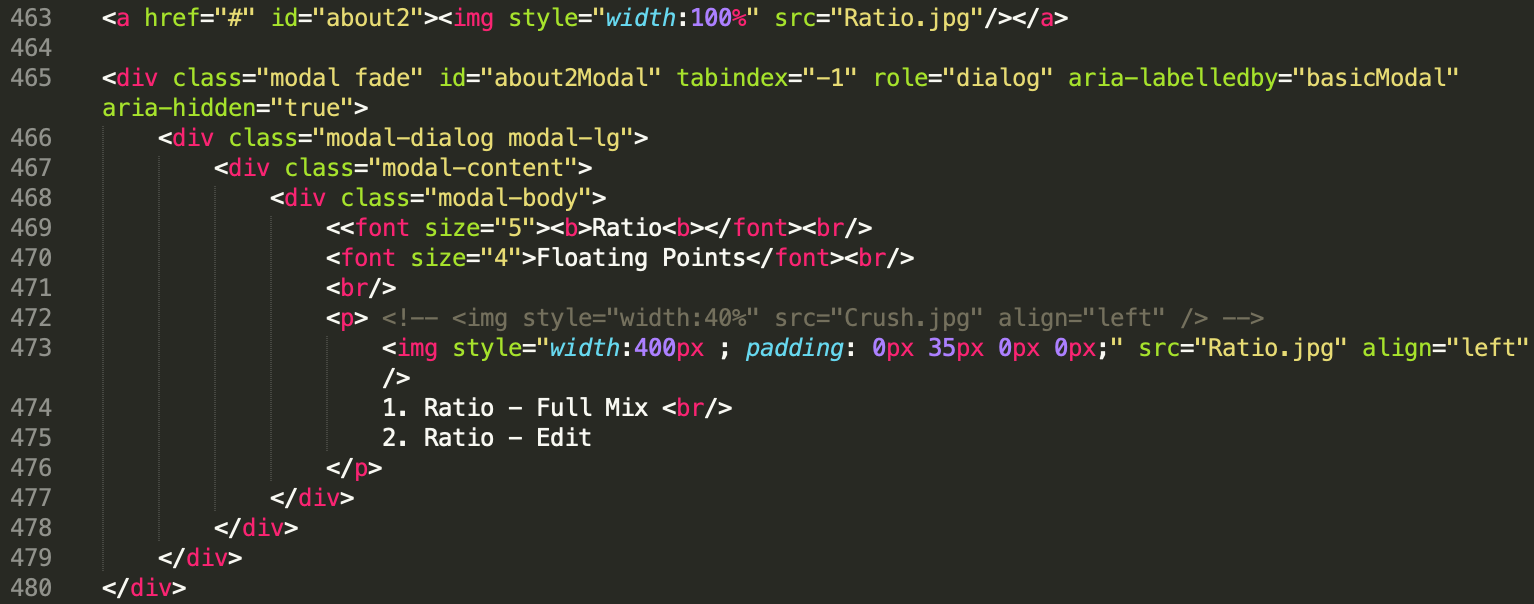 463 <a href="#" id="about2"><img style="width:100%" src="Ratio.jpg"/></a>
464
465 <div class="modal fade" id="about2Modal" tabindex="-1" role="dialog" aria-labelledby="basicModal"
aria-hidden="true">
466 <div class="modal-dialog modal-lg">
467 <div class="modal-content">
468 <div class="modal-body">
469 <<font size="5"><b>Ratio<b></font><br/>
470 <font size="4">Floating Points</font><br/>
471 <br/>
472 <p> <!-- <img style="width:40%" src="Crush.jpg" align="left" /> -->
473 <img style="width:400px ; padding: 0px 35px 0px 0px;" src="Ratio.jpg" align="left"
/>
474 1. Ratio - Full Mix <br/>
475 2. Ratio - Edit
476 </p>
477 </div>
478 </div>
479 </div>
480 </div>